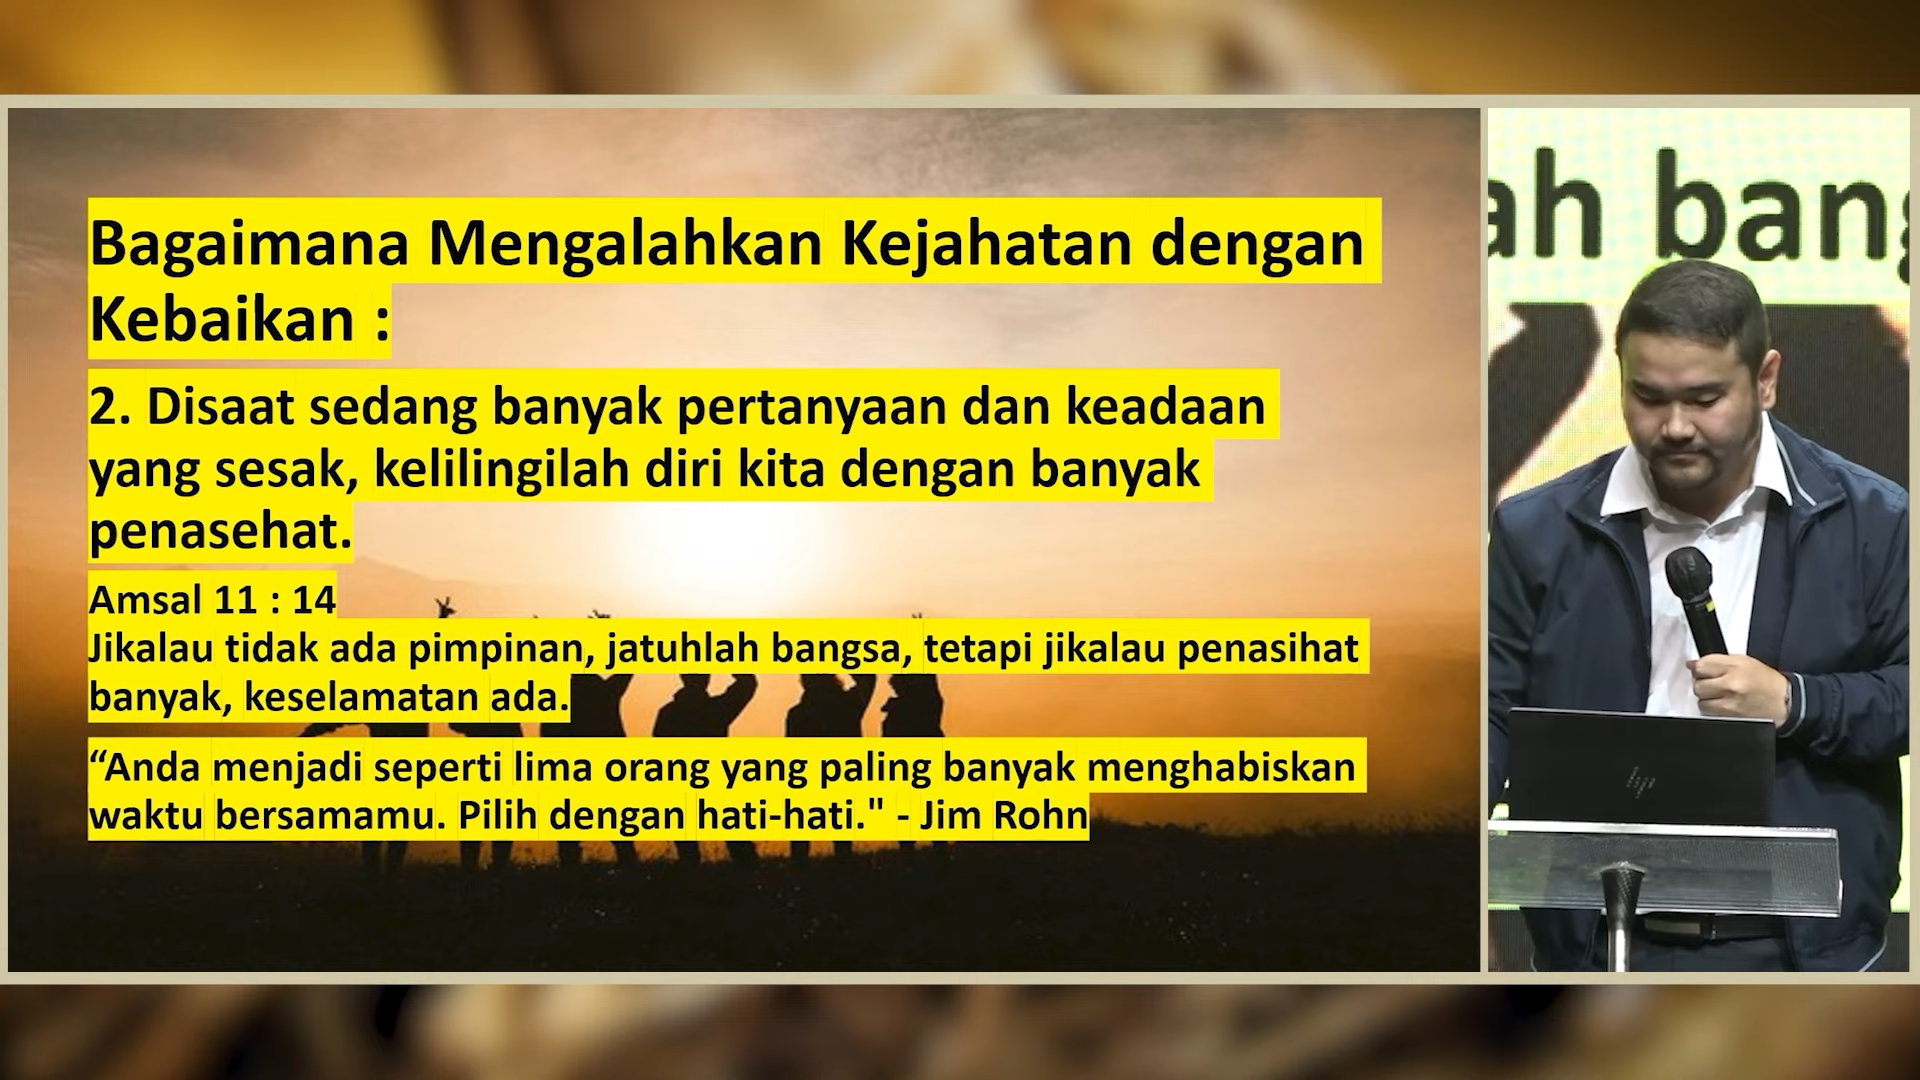 Bagaimana Mengalahkan Kejahatan dengan
Kebaikan :
2. Disaat sedang banyak pertanyaan dan keadaan
yang sesak, kelilingilah diri kita dengan banyak
penasehat.
Amsal 11 : 14
Jikalau tidak ada pimpinan, jatuhlah bangsa, tetapi jikalau penasihat
banyak, keselamatan ada.
“Anda menjadi seperti lima orang yang paling banyak menghabiskan
waktu bersamamu. Pilih dengan hati-hati." - Jim Rohn
ah bang